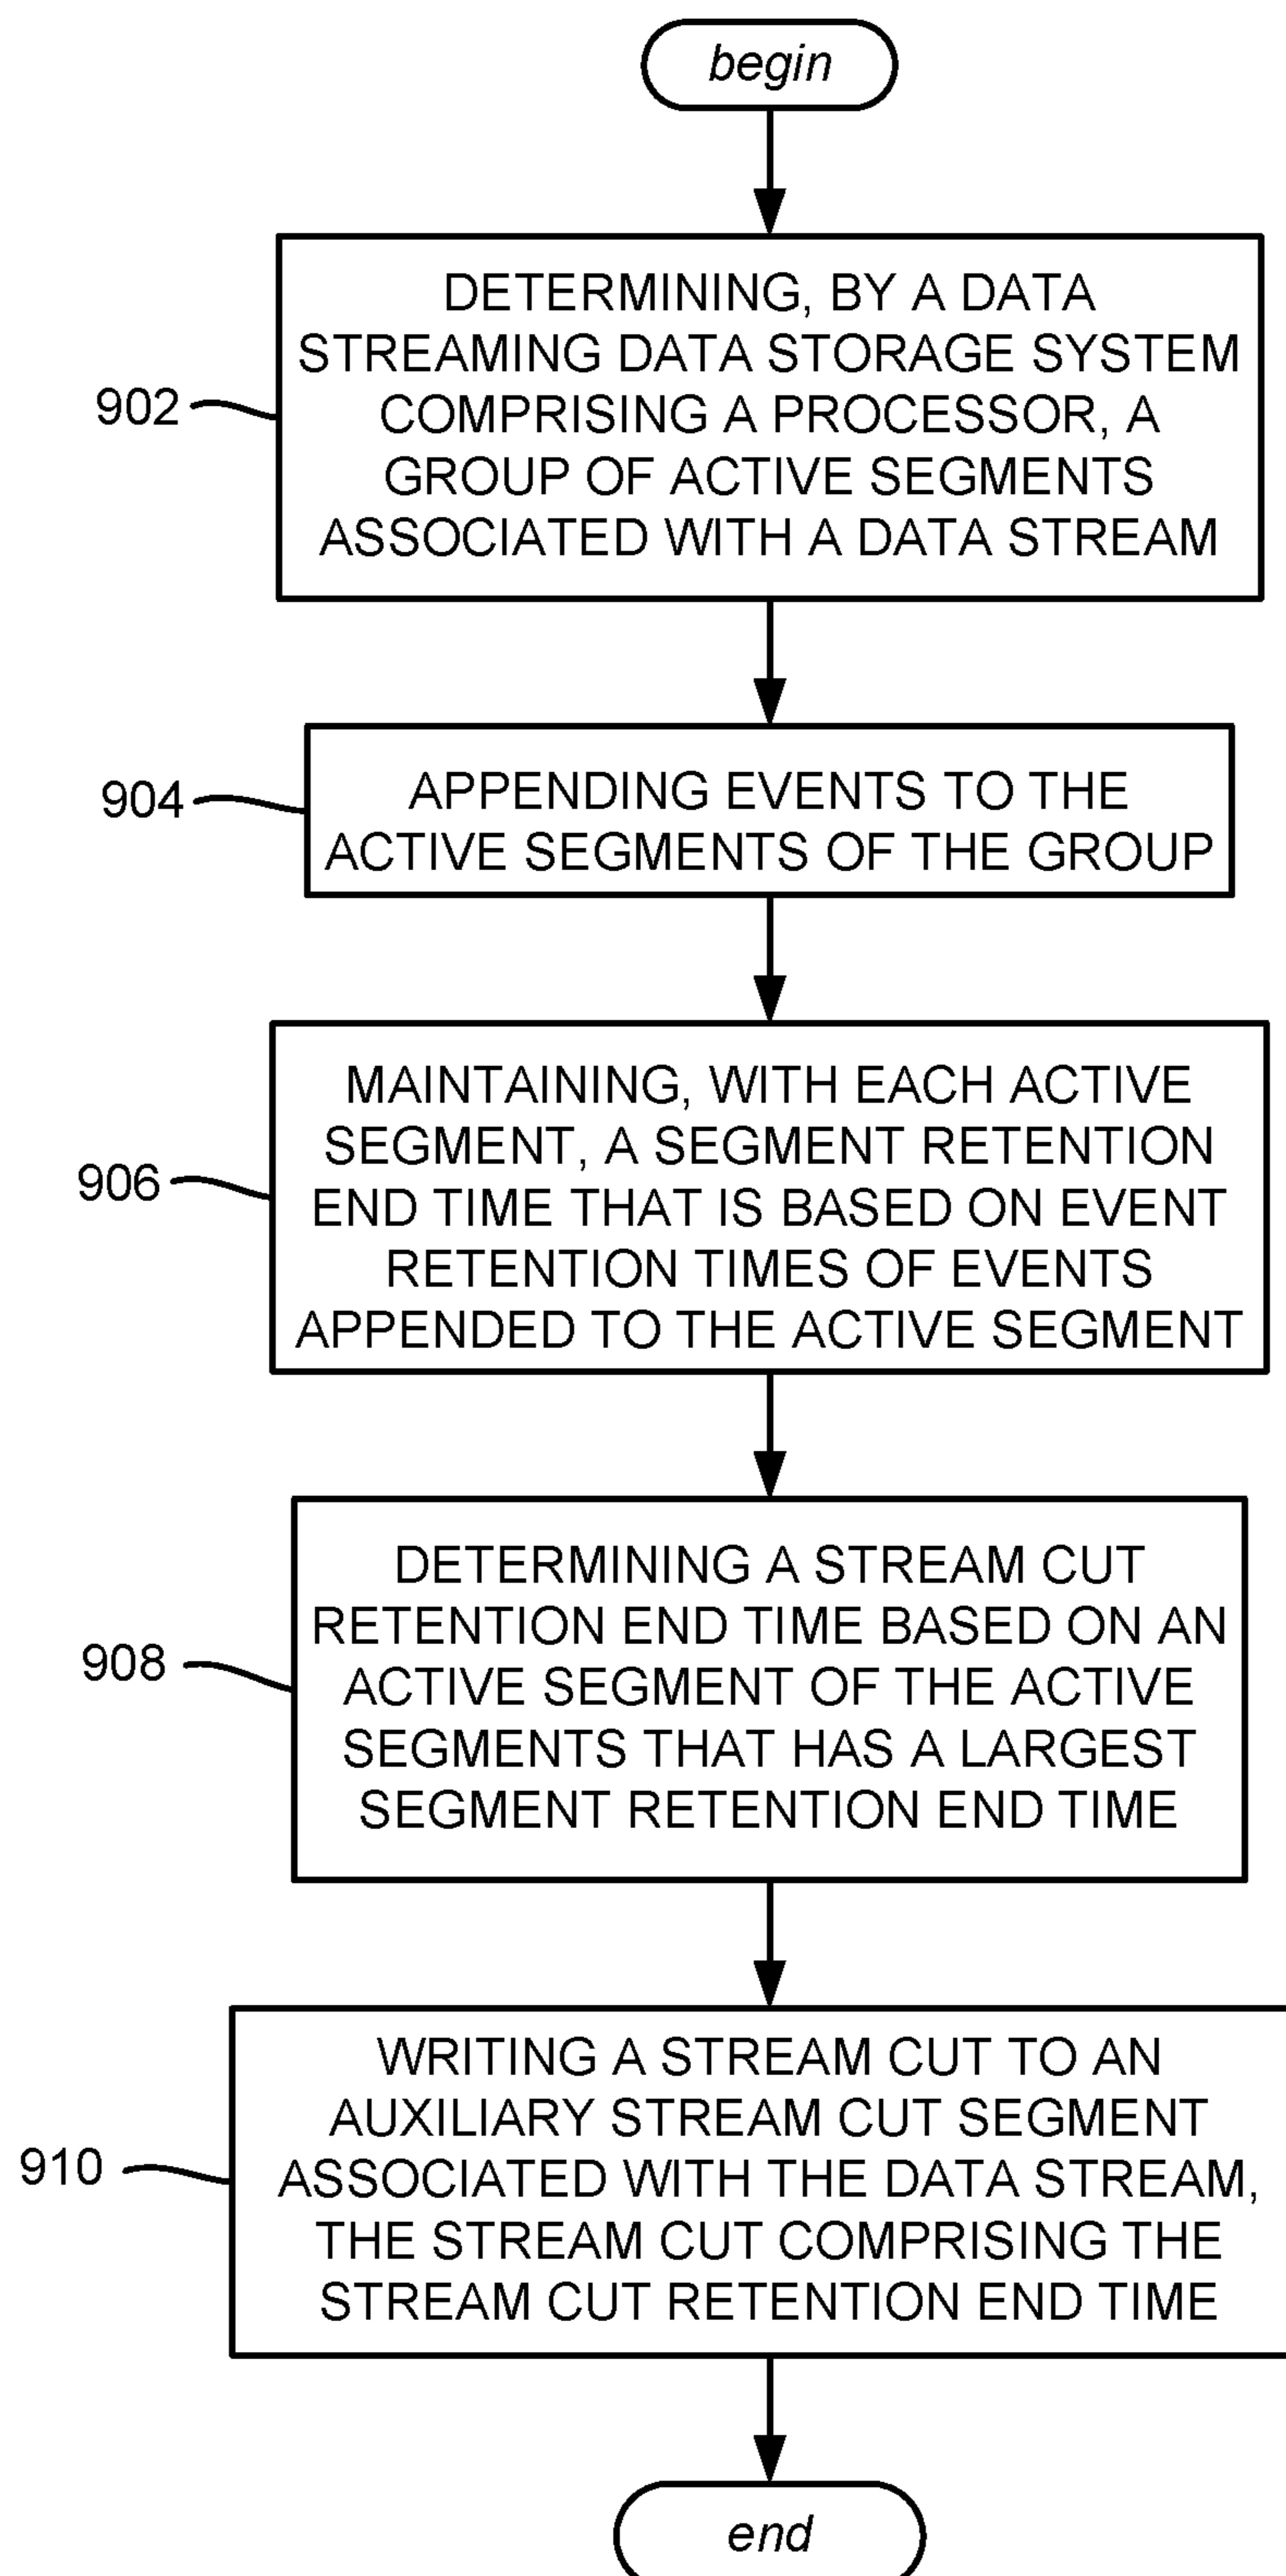 begin
902
DETERMINING, BY A DATA
STREAMING DATA STORAGE SYSTEM
COMPRISING A PROCESSOR, A
GROUP OF ACTIVE SEGMENTS
ASSOCIATED WITH A DATA STREAM
904
APPENDING EVENTS TO THE
ACTIVE SEGMENTS OF THE GROUP
906
MAINTAINING, WITH EACH ACTIVE
SEGMENT, A SEGMENT RETENTION
END TIME THAT IS BASED ON EVENT
RETENTION TIMES OF EVENTS
APPENDED TO THE ACTIVE SEGMENT
908
DETERMINING A STREAM CUT
RETENTION END TIME BASED ON AN
ACTIVE SEGMENT OF THE ACTIVE
SEGMENTS THAT HAS A LARGEST
SEGMENT RETENTION END TIME
910
WRITING A STREAM CUT TO AN
AUXILIARY STREAM CUT SEGMENT
ASSOCIATED WITH THE DATA STREAM,
THE STREAM CUT COMPRISING THE
STREAM CUT RETENTION END TIME
end